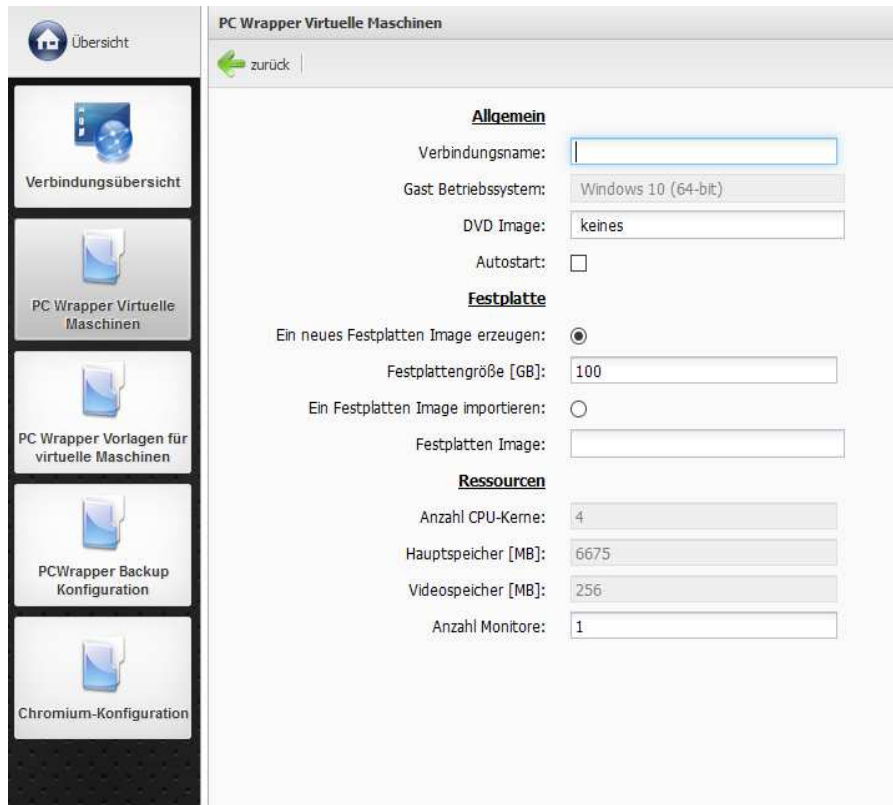 Übersicht
Verbindungsübersicht
PC Wrapper Virtuelle
Maschinen
PC Wrapper Vorlagen für
virtuelle Maschinen
PCWrapper Backup
Konfiguration
Chromium-Konfiguration
PC Wrapper Virtuelle Maschinen
zurück
Allgemein
Verbindungsname:
Gast Betriebssystem: Windows 10 (64-bit)
DVD Image: keines
Autostart:
Festplatte
Ein neues Festplatten Image erzeugen:
Festplattengröße [GB]: 100
Ein Festplatten Image importieren:
Festplatten Image:
Ressourcen
Anzahl CPU-Kerne: 4
Hauptspeicher [MB]: 6675
Videospeicher [MB]: 256
Anzahl Monitore: 1